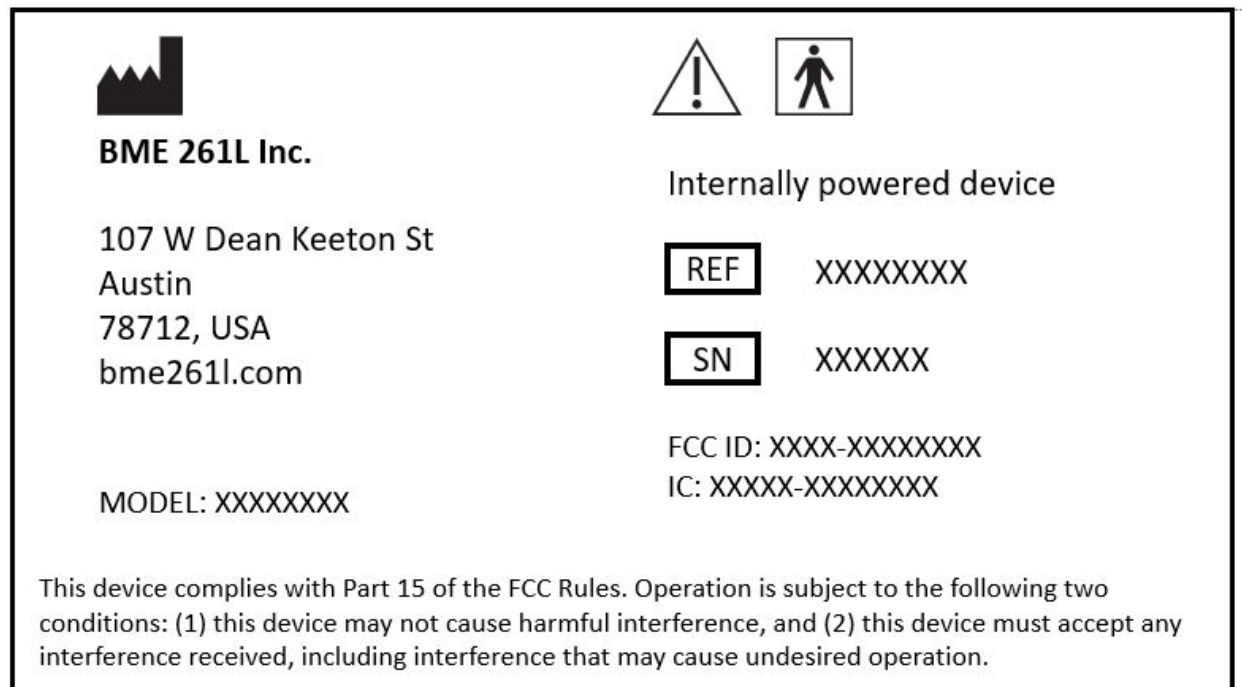 BME 261L Inc.
107 W Dean Keeton St
Austin
78712, USA
bme261l.com
MODEL: XXXXXXXX
Internally powered device
REF XXXXXXXX
SN XXXXXX
FCC ID: XXXX-XXXXXXXX
IC: XXXXX-XXXXXXXX
This device complies with Part 15 of the FCC Rules. Operation is subject to the following two
conditions: (1) this device may not cause harmful interference, and (2) this device must accept any
interference received, including interference that may cause undesired operation.